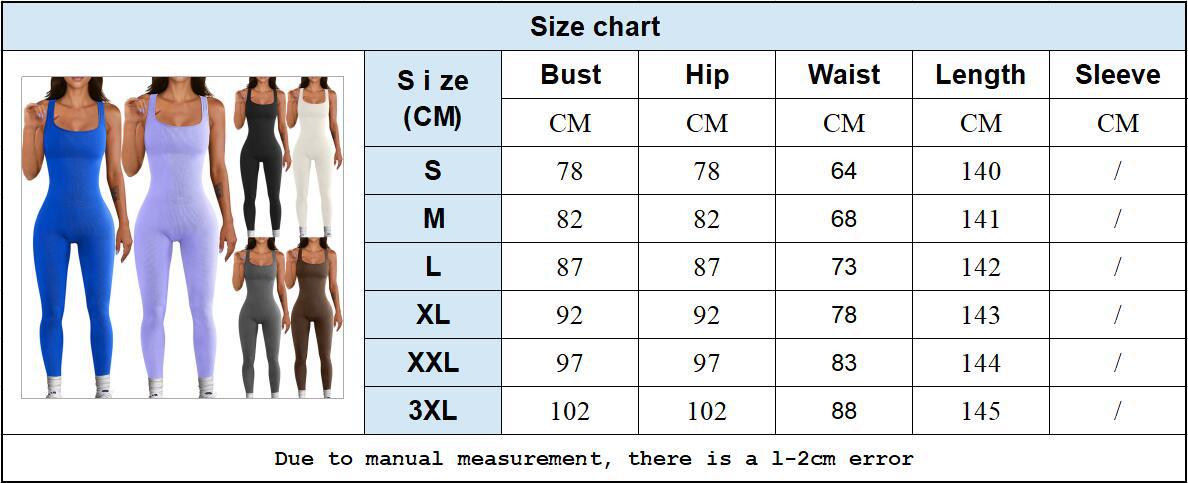 Size chart
Size (CM) Bust Hip Waist Length Sleeve
CM CM CM CM CM
S 78 78 64 140 /
M 82 82 68 141 /
L 87 87 73 142 /
XL 92 92 78 143 /
XXL 97 97 83 144 /
3XL 102 102 88 145 /
Due to manual measurement, there is a 1-2cm error